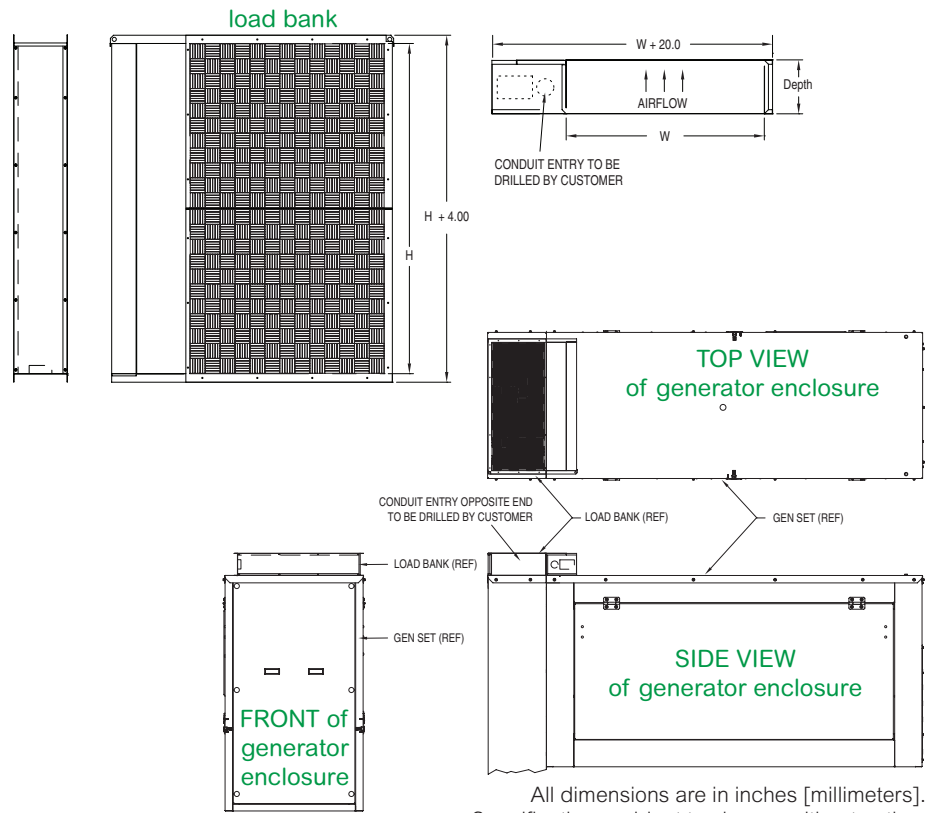 load bank
W + 20.0
Depth
AIRFLOW
W
CONDUIT ENTRY TO BE
DRILLED BY CUSTOMER
H + 4.00
H
TOP VIEW
of generator enclosure
CONDUIT ENTRY OPPOSITE END
TO BE DRILLED BY CUSTOMER
LOAD BANK (REF)
GEN SET (REF)
LOAD BANK (REF)
GEN SET (REF)
SIDE VIEW
of generator enclosure
FRONT of
generator
enclosure
All dimensions are in inches [millimeters].